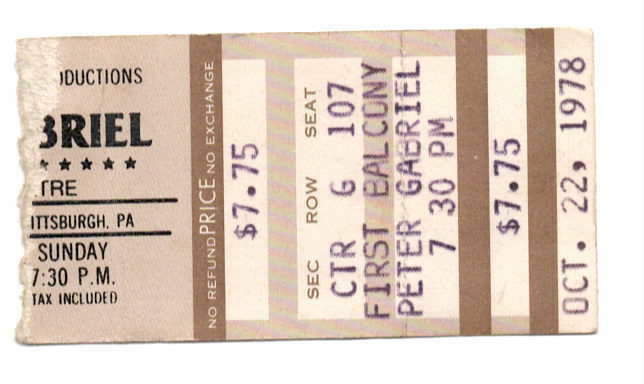 ODUCTIONS
BRIEL
★ ★ ★ ★ ★
TRE
ITTSBURGH, PA
SUNDAY
7:30 P.M.
TAX INCLUDED
NO REFUND PRICE NO EXCHANGE
$7.75
SEC ROW SEAT
CTR G 107
FIRST BALCONY
PETER GABRIEL
7 30 PM
$7.75
OCT. 22, 1978